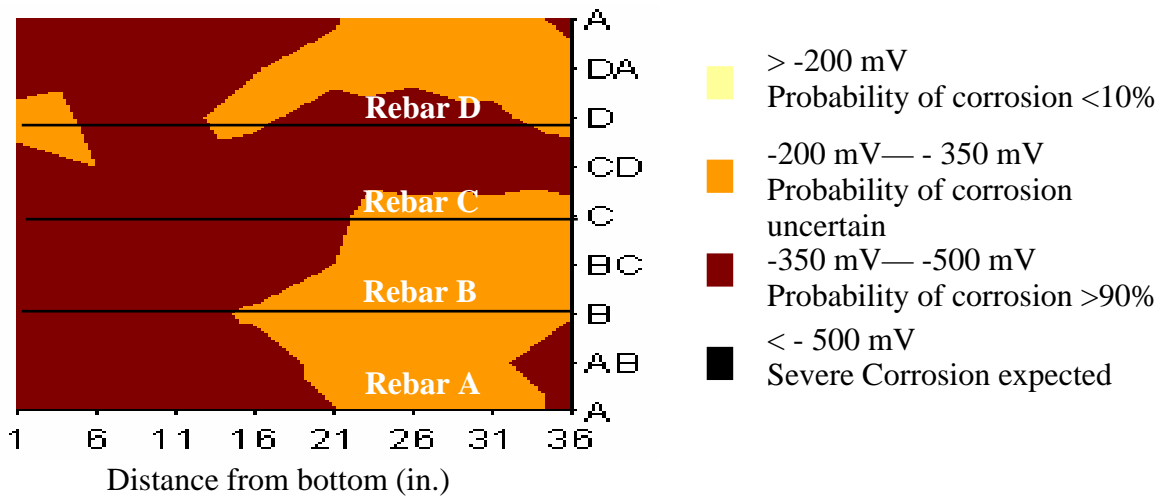 A
DA
Rebar D
D
CD
Rebar C
C
BC
Rebar B
B
AB
Rebar A
A
1 6 11 16 21 26 31 36
Distance from bottom (in.)
> -200 mV
Probability of corrosion <10%
-200 mV— - 350 mV
Probability of corrosion
uncertain
-350 mV— -500 mV
Probability of corrosion >90%
< - 500 mV
Severe Corrosion expected